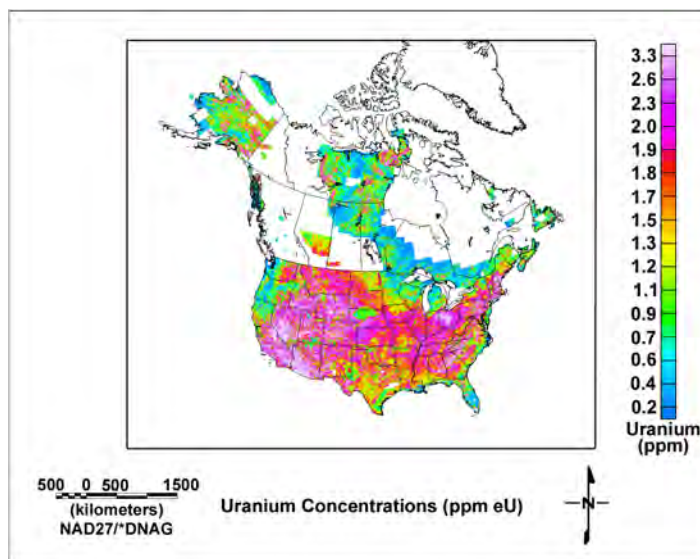 3.3
2.6
2.3
2.0
1.9
1.8
1.7
1.5
1.3
1.2
1.1
0.9
0.7
0.6
0.4
0.2
Uranium
(ppm)
500 0 500 1500
(kilometers)
NAD27/*DNAG
Uranium Concentrations (ppm eU)
N